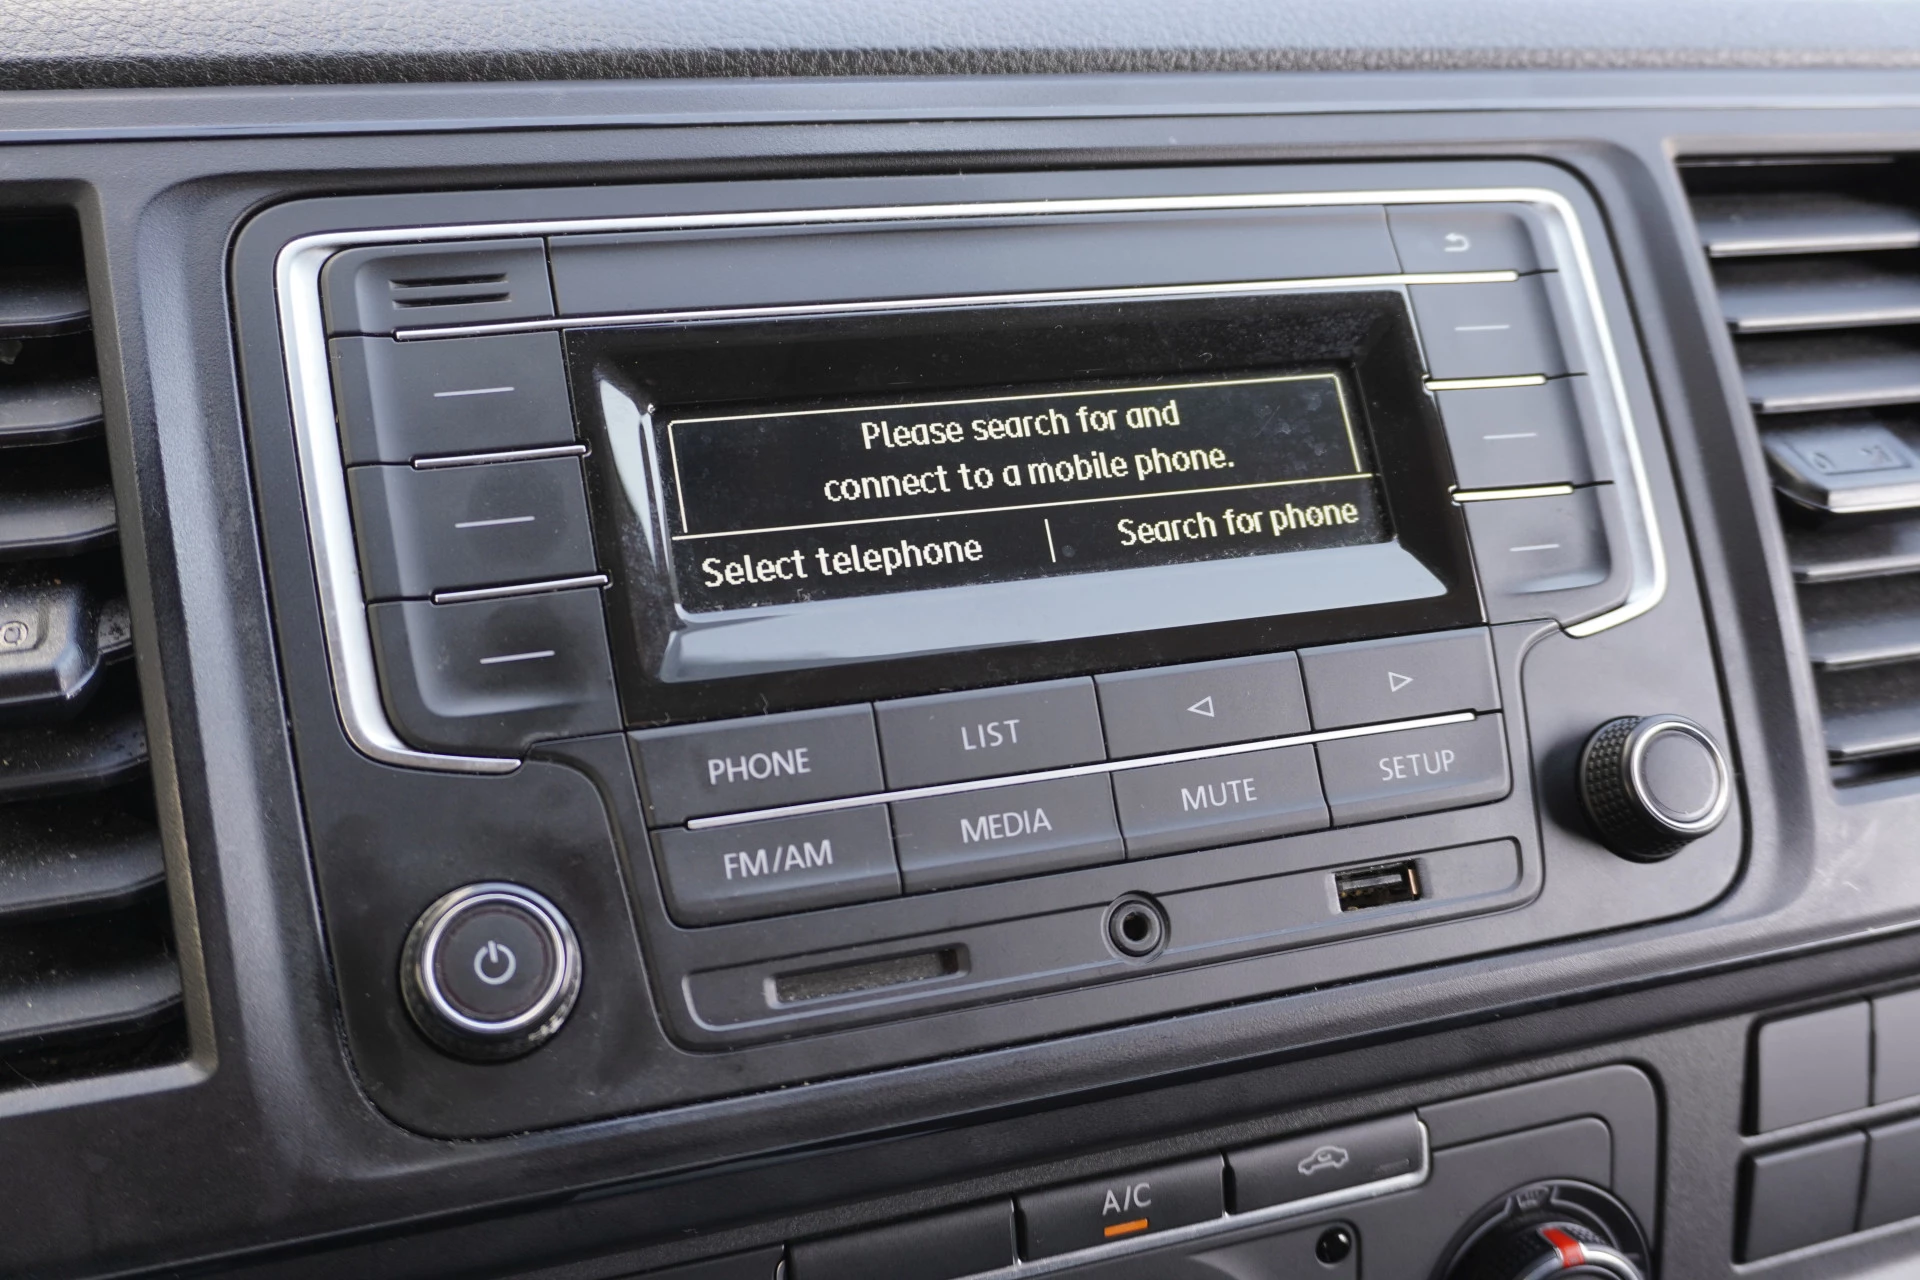 Please search for and
connect to a mobile phone.
Select telephone | Search for phone
PHONE
LIST
FM/AM
MEDIA
MUTE
SETUP
A/C